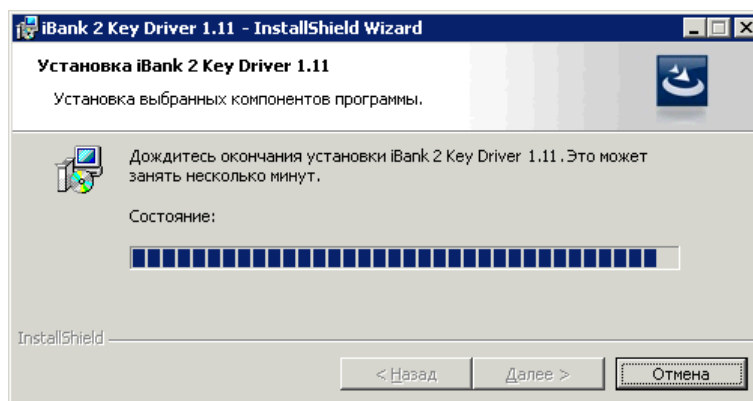 iBank 2 Key Driver 1.11 - InstallShield Wizard
Установка iBank 2 Key Driver 1.11
Установка выбранных компонентов программы.
Дождитесь окончания установки iBank 2 Key Driver 1.11. Это может
занять несколько минут.
Состояние:
InstallShield
< Назад
Далее >
Отмена